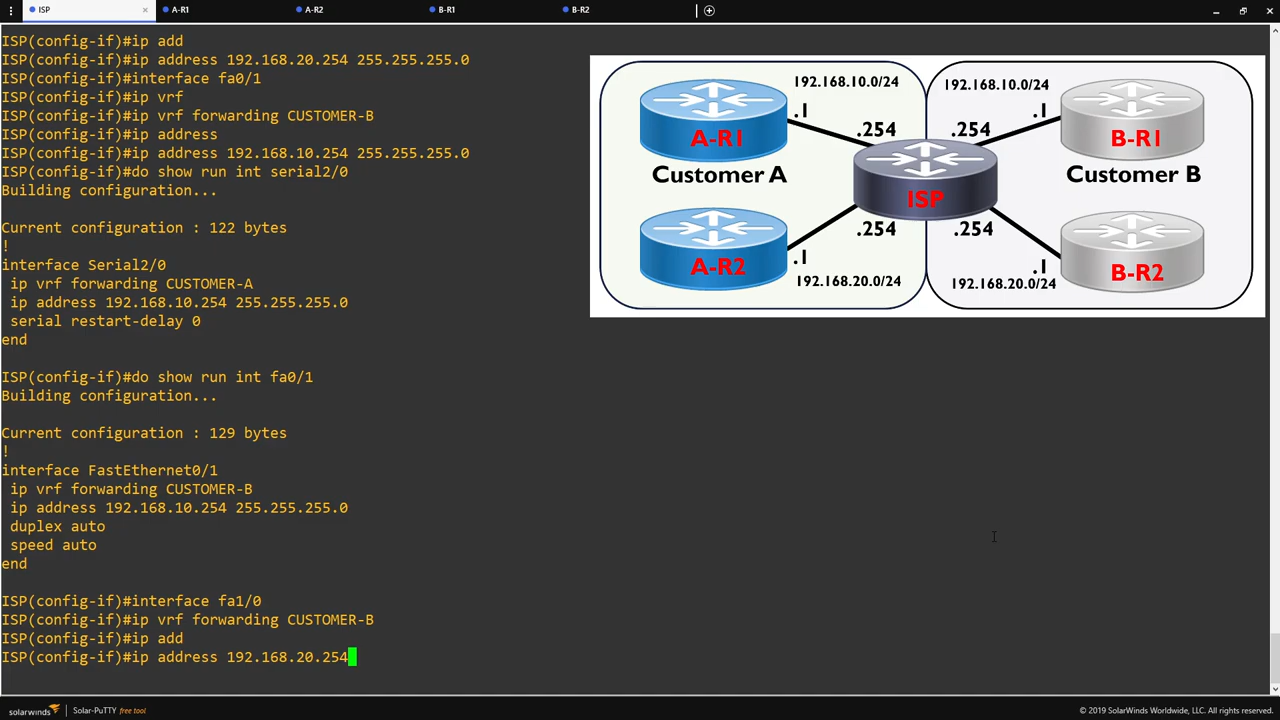 ISP
A-R1
A-R2
B-R1
B-R2
ISP(config-if)#ip add
ISP(config-if)#ip address 192.168.20.254 255.255.255.0
ISP(config-if)#interface fa0/1
ISP(config-if)#ip vrf
ISP(config-if)#ip vrf forwarding CUSTOMER-B
ISP(config-if)#ip address
ISP(config-if)#ip address 192.168.10.254 255.255.255.0
ISP(config-if)#do show run int serial2/0
Building configuration...
Current configuration : 122 bytes
!
interface Serial2/0
ip vrf forwarding CUSTOMER-A
ip address 192.168.10.254 255.255.255.0
serial restart-delay 0
end
ISP(config-if)#do show run int fa0/1
Building configuration...
Current configuration : 129 bytes
!
interface FastEthernet0/1
ip vrf forwarding CUSTOMER-B
ip address 192.168.10.254 255.255.255.0
duplex auto
speed auto
end
ISP(config-if)#interface fa1/0
ISP(config-if)#ip vrf forwarding CUSTOMER-B
ISP(config-if)#ip add
ISP(config-if)#ip address 192.168.20.254
192.168.10.0/24
192.168.10.0/24
.1
.1
A-R1
.254
.254
B-R1
Customer A
Customer B
ISP
.254
.254
A-R2
.1
.1
B-R2
192.168.20.0/24
192.168.20.0/24
solarwinds
Solar-PuTTY free tool
© 2019 SolarWinds Worldwide, LLC. All rights reserved.